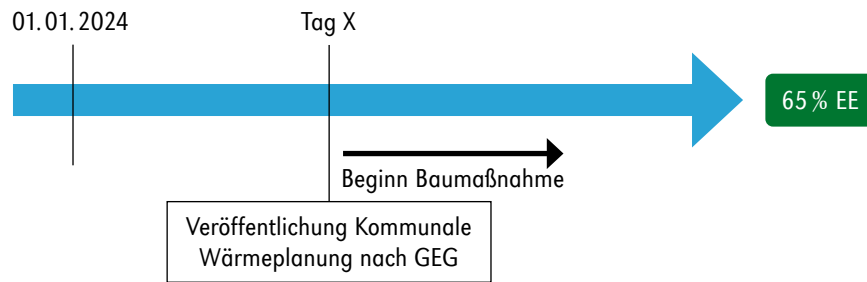 01.01.2024
Tag X
65 % EE
Beginn Baumaßnahme
Veröffentlichung Kommunale
Wärmeplanung nach GEG